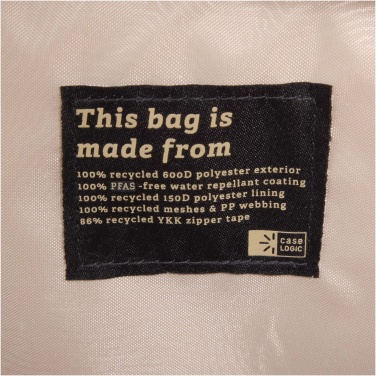 This bag is
made from
100% recycled 600D polyester exterior
100% PFAS -free water repellant coating
100% recycled 150D polyester lining
100% recycled meshes & PP webbing
86% recycled YKK zipper tape
case
LOGIC